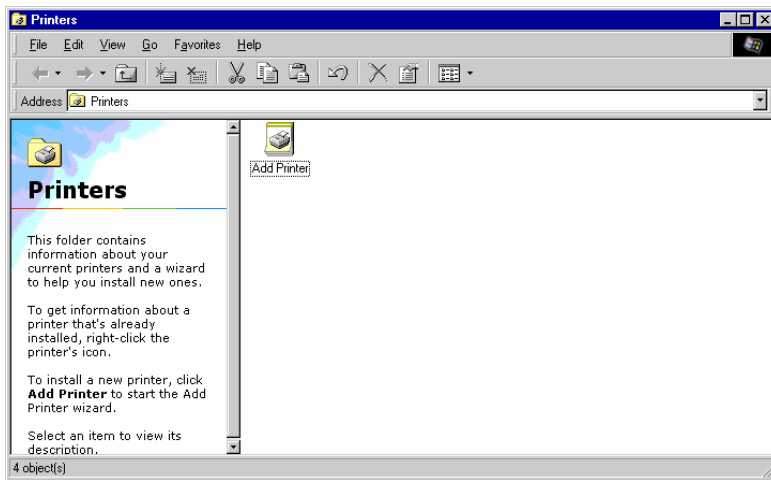 Printers
File Edit View Go Favorites Help
Address Printers
Add Printer
Printers
This folder contains
information about your
current printers and a wizard
to help you install new ones.
To get information about a
printer that's already
installed, right-click the
printer's icon.
To install a new printer, click
Add Printer to start the Add
Printer wizard.
Select an item to view its
description.
4 object(s)